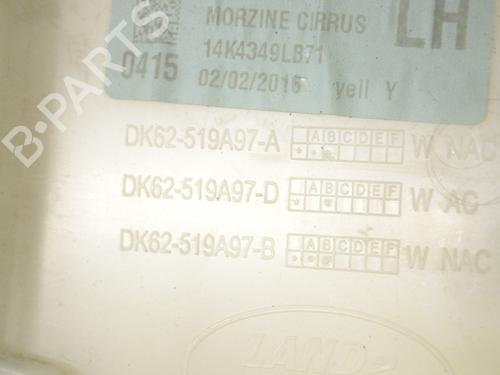 MORZINE CIRRUS
LH
14K4349LB71
0415
02/02/2015 yell Y
DK62-519A97-A ABCDEF W NAC
DK62-519A97-D ABCDEF W AC
DK62-519A97-B ABCDEF W NAC
LAND
B-PARTS